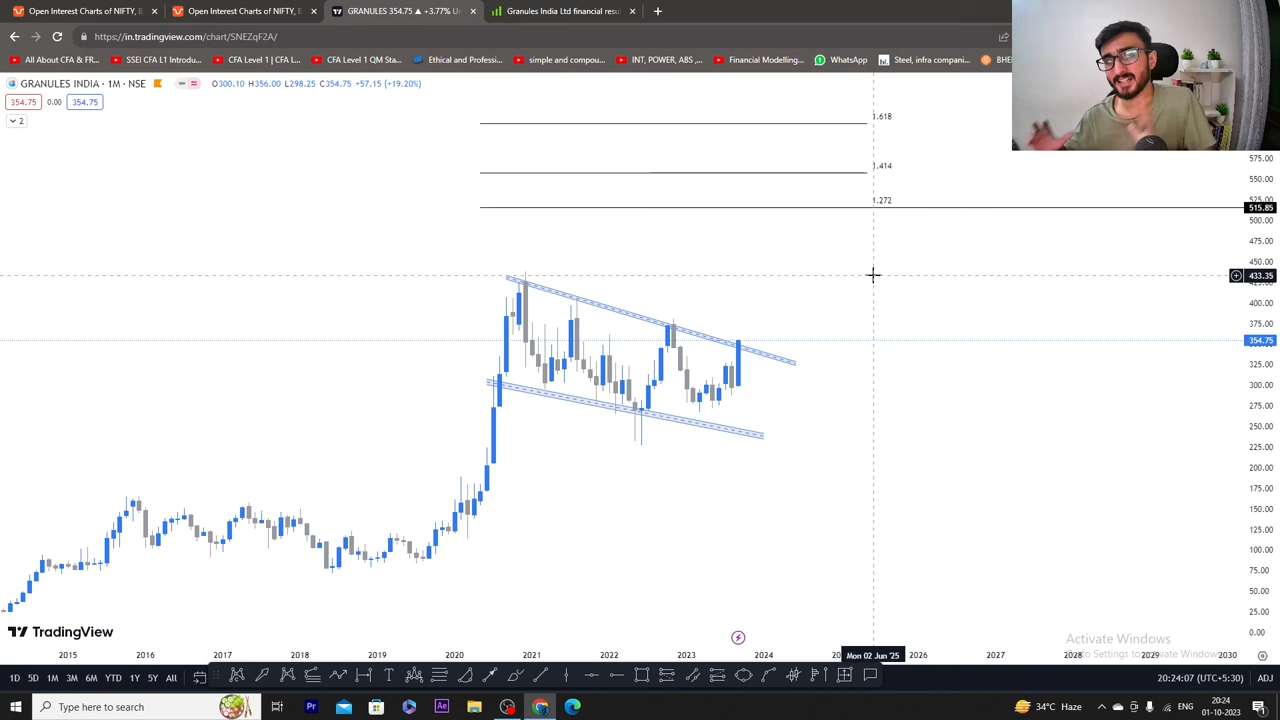 Open Interest Charts of NIFTY, B
Open Interest Charts of NIFTY, B
GRANULES 354.75 ▲ +3.77% U
Granules India Ltd financial resu
in.tradingview.com/chart/SNEZqF2A/
All About CFA & FR...
SSEI CFA L1 Introdu...
CFA Level 1 | CFA L...
CFA Level 1 QM Sta...
Ethical and Professi...
simple and compou...
INT, POWER, ABS ,...
Financial Modelling...
WhatsApp
Steel, infra compani...
BHE
GRANULES INDIA · 1M · NSE
O300.10 H356.00 L298.25 C354.75 +57.15 (+19.20%)
354.75 0.00 354.75
2
1.618
1.414
1.272
575.00
550.00
525.00
515.85
500.00
475.00
450.00
433.35
425.00
400.00
375.00
354.75
325.00
300.00
275.00
250.00
225.00
200.00
175.00
150.00
125.00
100.00
75.00
50.00
25.00
0.00
TradingView
Activate Windows
Go to Settings to activate Windows.
2015 2016 2017 2018 2019 2020 2021 2022 2023 2024 Mon 02 Jun '25 2026 2027 2028 2029 2030
1D 5D 1M 3M 6M YTD 1Y 5Y All
20:24:07 (UTC+5:30) ADJ
Type here to search
34°C Haze
20:24
01-10-2023